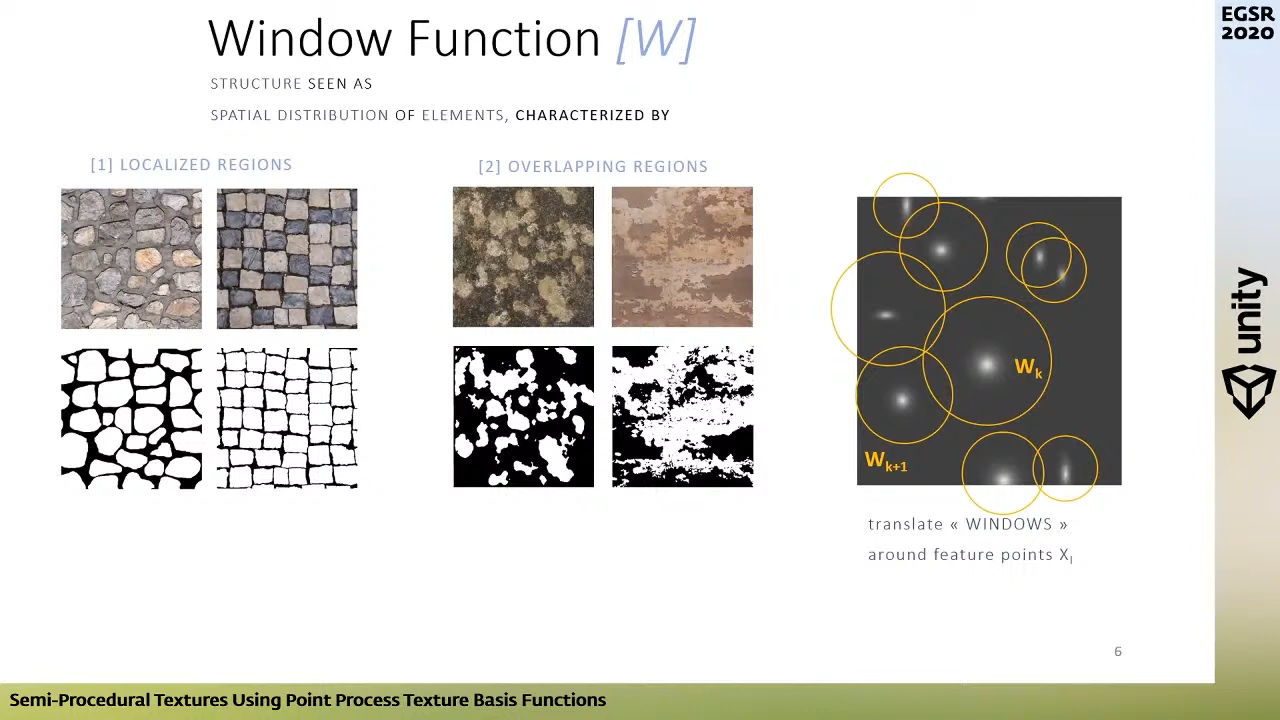 Window Function [W]
STRUCTURE SEEN AS
SPATIAL DISTRIBUTION OF ELEMENTS, CHARACTERIZED BY
[1] LOCALIZED REGIONS
[2] OVERLAPPING REGIONS
Wk
Wk+1
translate « WINDOWS »
around feature points XI
6
EGSR
2020
unity
Semi-Procedural Textures Using Point Process Texture Basis Functions